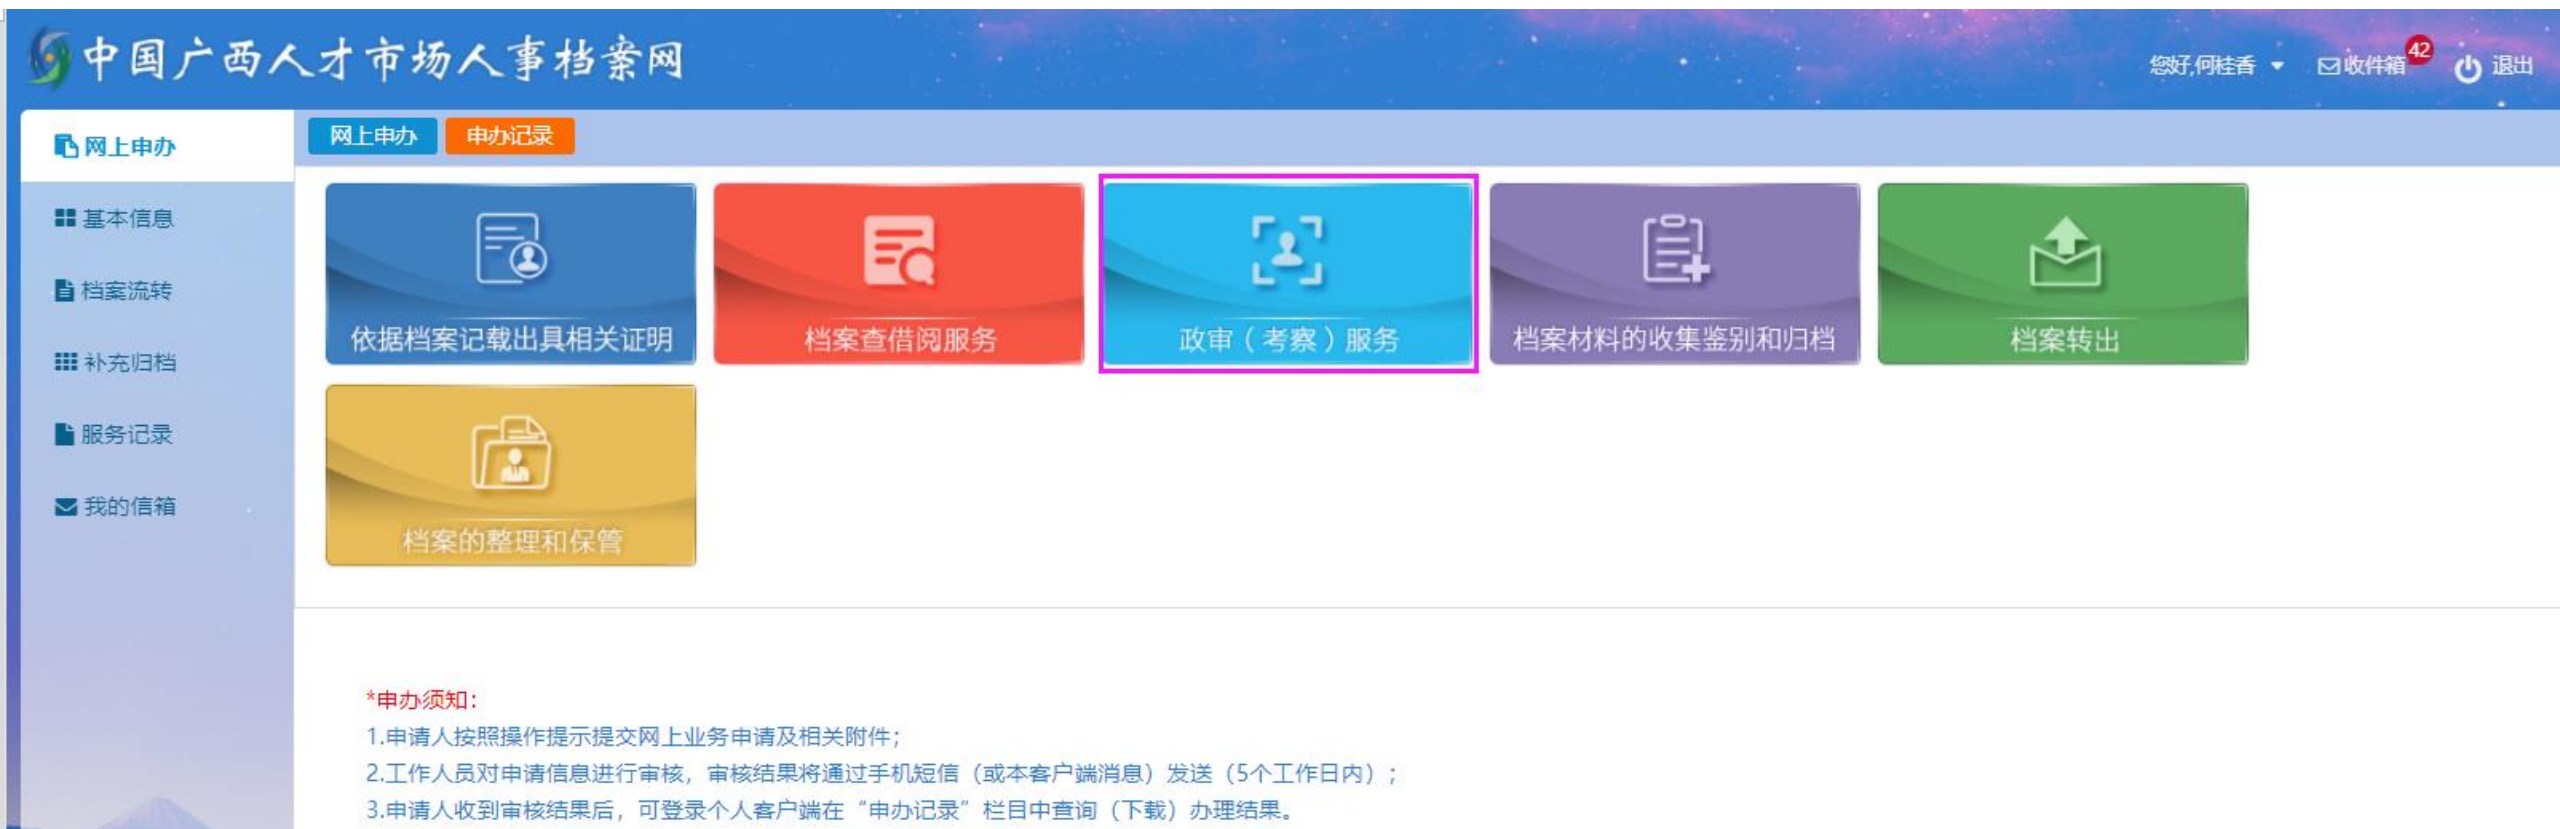 中国广西人才市场人事档案网
您好,何桂香 收件箱 42 退出
网上申办
基本信息
档案流转
补充归档
服务记录
我的信箱
网上申办 申办记录
依据档案记载出具相关证明
档案查借阅服务
政审（考察）服务
档案材料的收集鉴别和归档
档案转出
档案的整理和保管
*申办须知：
1.申请人按照操作提示提交网上业务申请及相关附件；
2.工作人员对申请信息进行审核，审核结果将通过手机短信（或本客户端消息）发送（5个工作日内）；
3.申请人收到审核结果后，可登录个人客户端在“申办记录”栏目中查询（下载）办理结果。